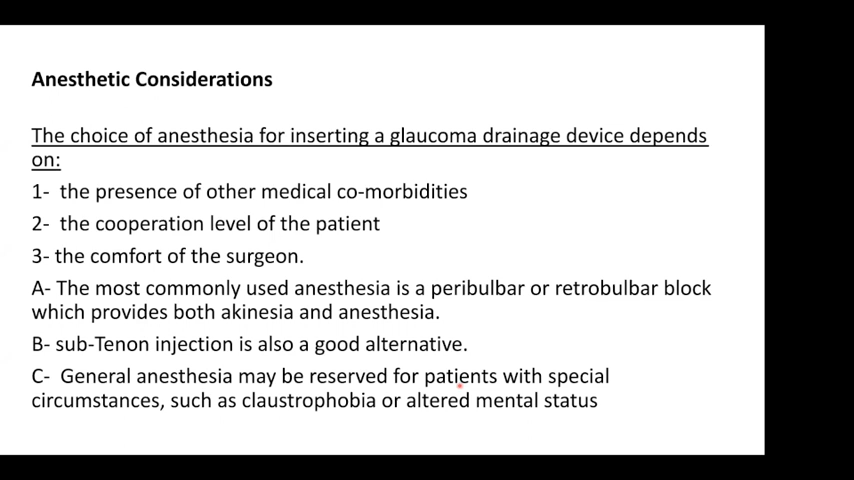 Anesthetic Considerations
The choice of anesthesia for inserting a glaucoma drainage device depends
on:
1- the presence of other medical co-morbidities
2- the cooperation level of the patient
3- the comfort of the surgeon.
A- The most commonly used anesthesia is a peribulbar or retrobulbar block
which provides both akinesia and anesthesia.
B- sub-Tenon injection is also a good alternative.
C- General anesthesia may be reserved for patients with special
circumstances, such as claustrophobia or altered mental status